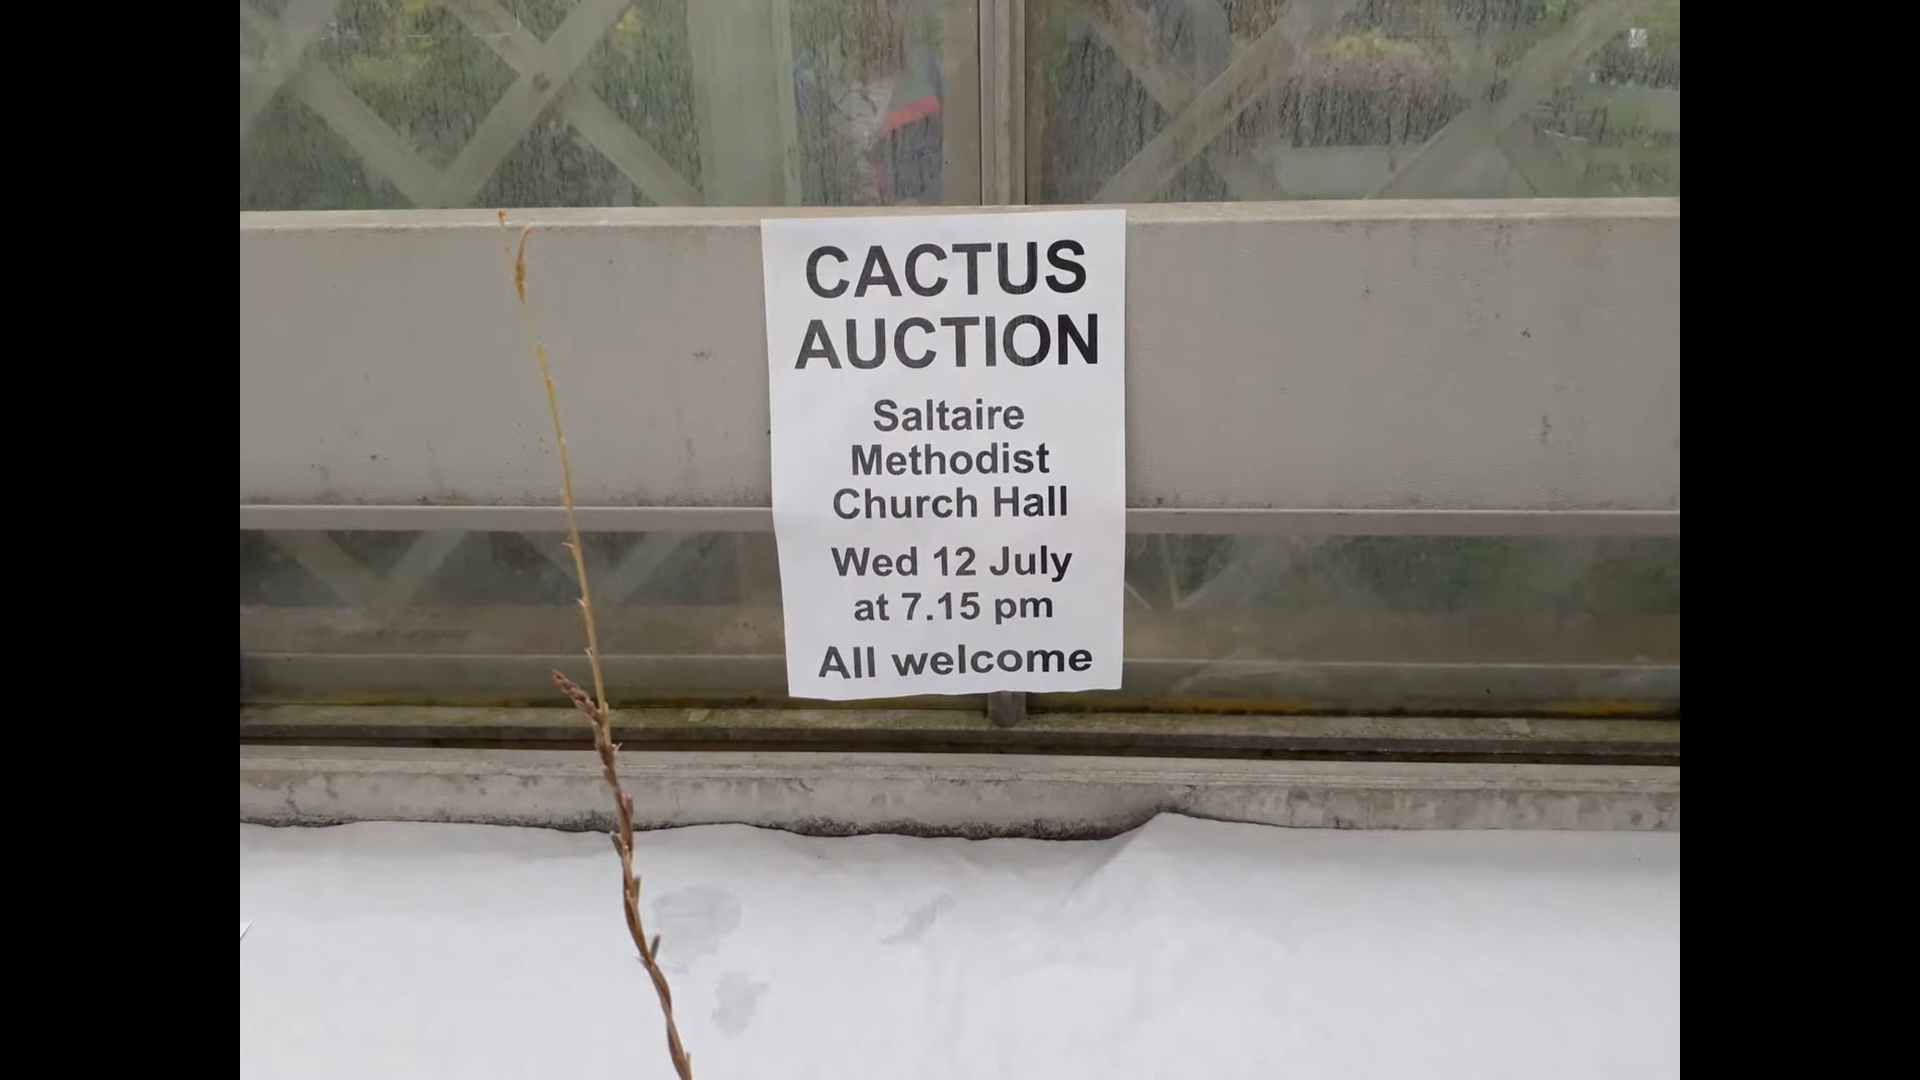 CACTUS
AUCTION
Saltaire
Methodist
Church Hall
Wed 12 July
at 7.15 pm
All welcome